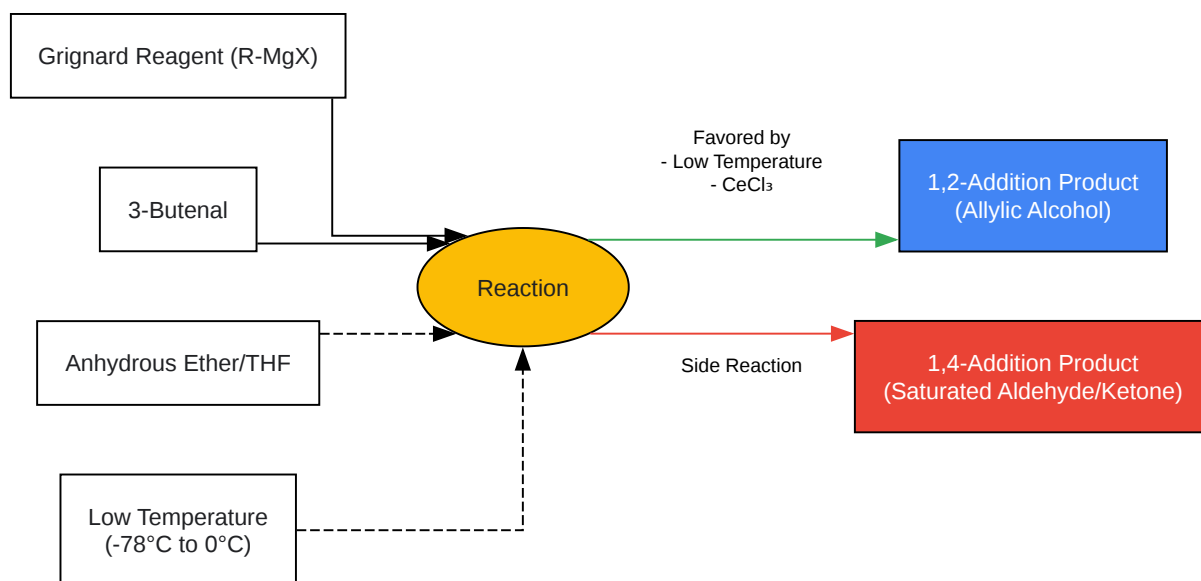 Grignard Reagent (R-MgX)
3-Butenal
Anhydrous Ether/THF
Low Temperature
(-78°C to 0°C)
Reaction
Favored by
- Low Temperature
- CeCl₃
Side Reaction
1,2-Addition Product
(Allylic Alcohol)
1,4-Addition Product
(Saturated Aldehyde/Ketone)